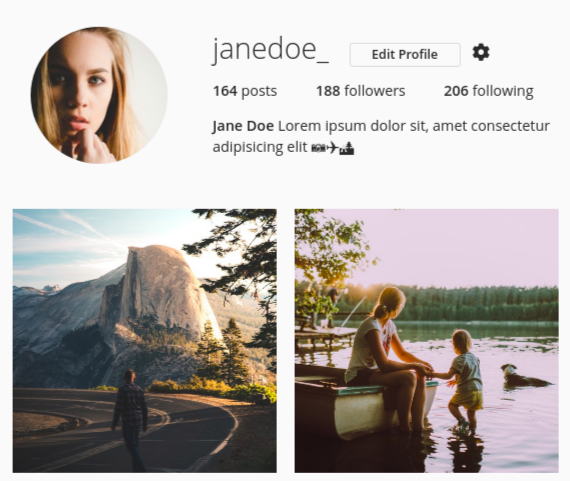 janedoe_ Edit Profile
164 posts 188 followers 206 following
Jane Doe Lorem ipsum dolor sit, amet consectetur
adipisicing elit 📷✈️🏕️